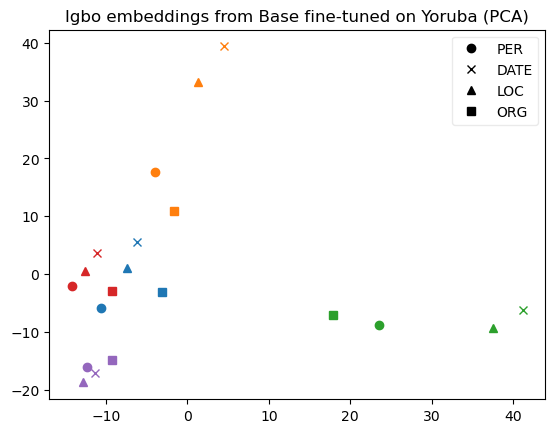 Igbo embeddings from Base fine-tuned on Yoruba (PCA)
PER
DATE
LOC
ORG
40
30
20
10
0
−10
−20
−10 0 10 20 30 40